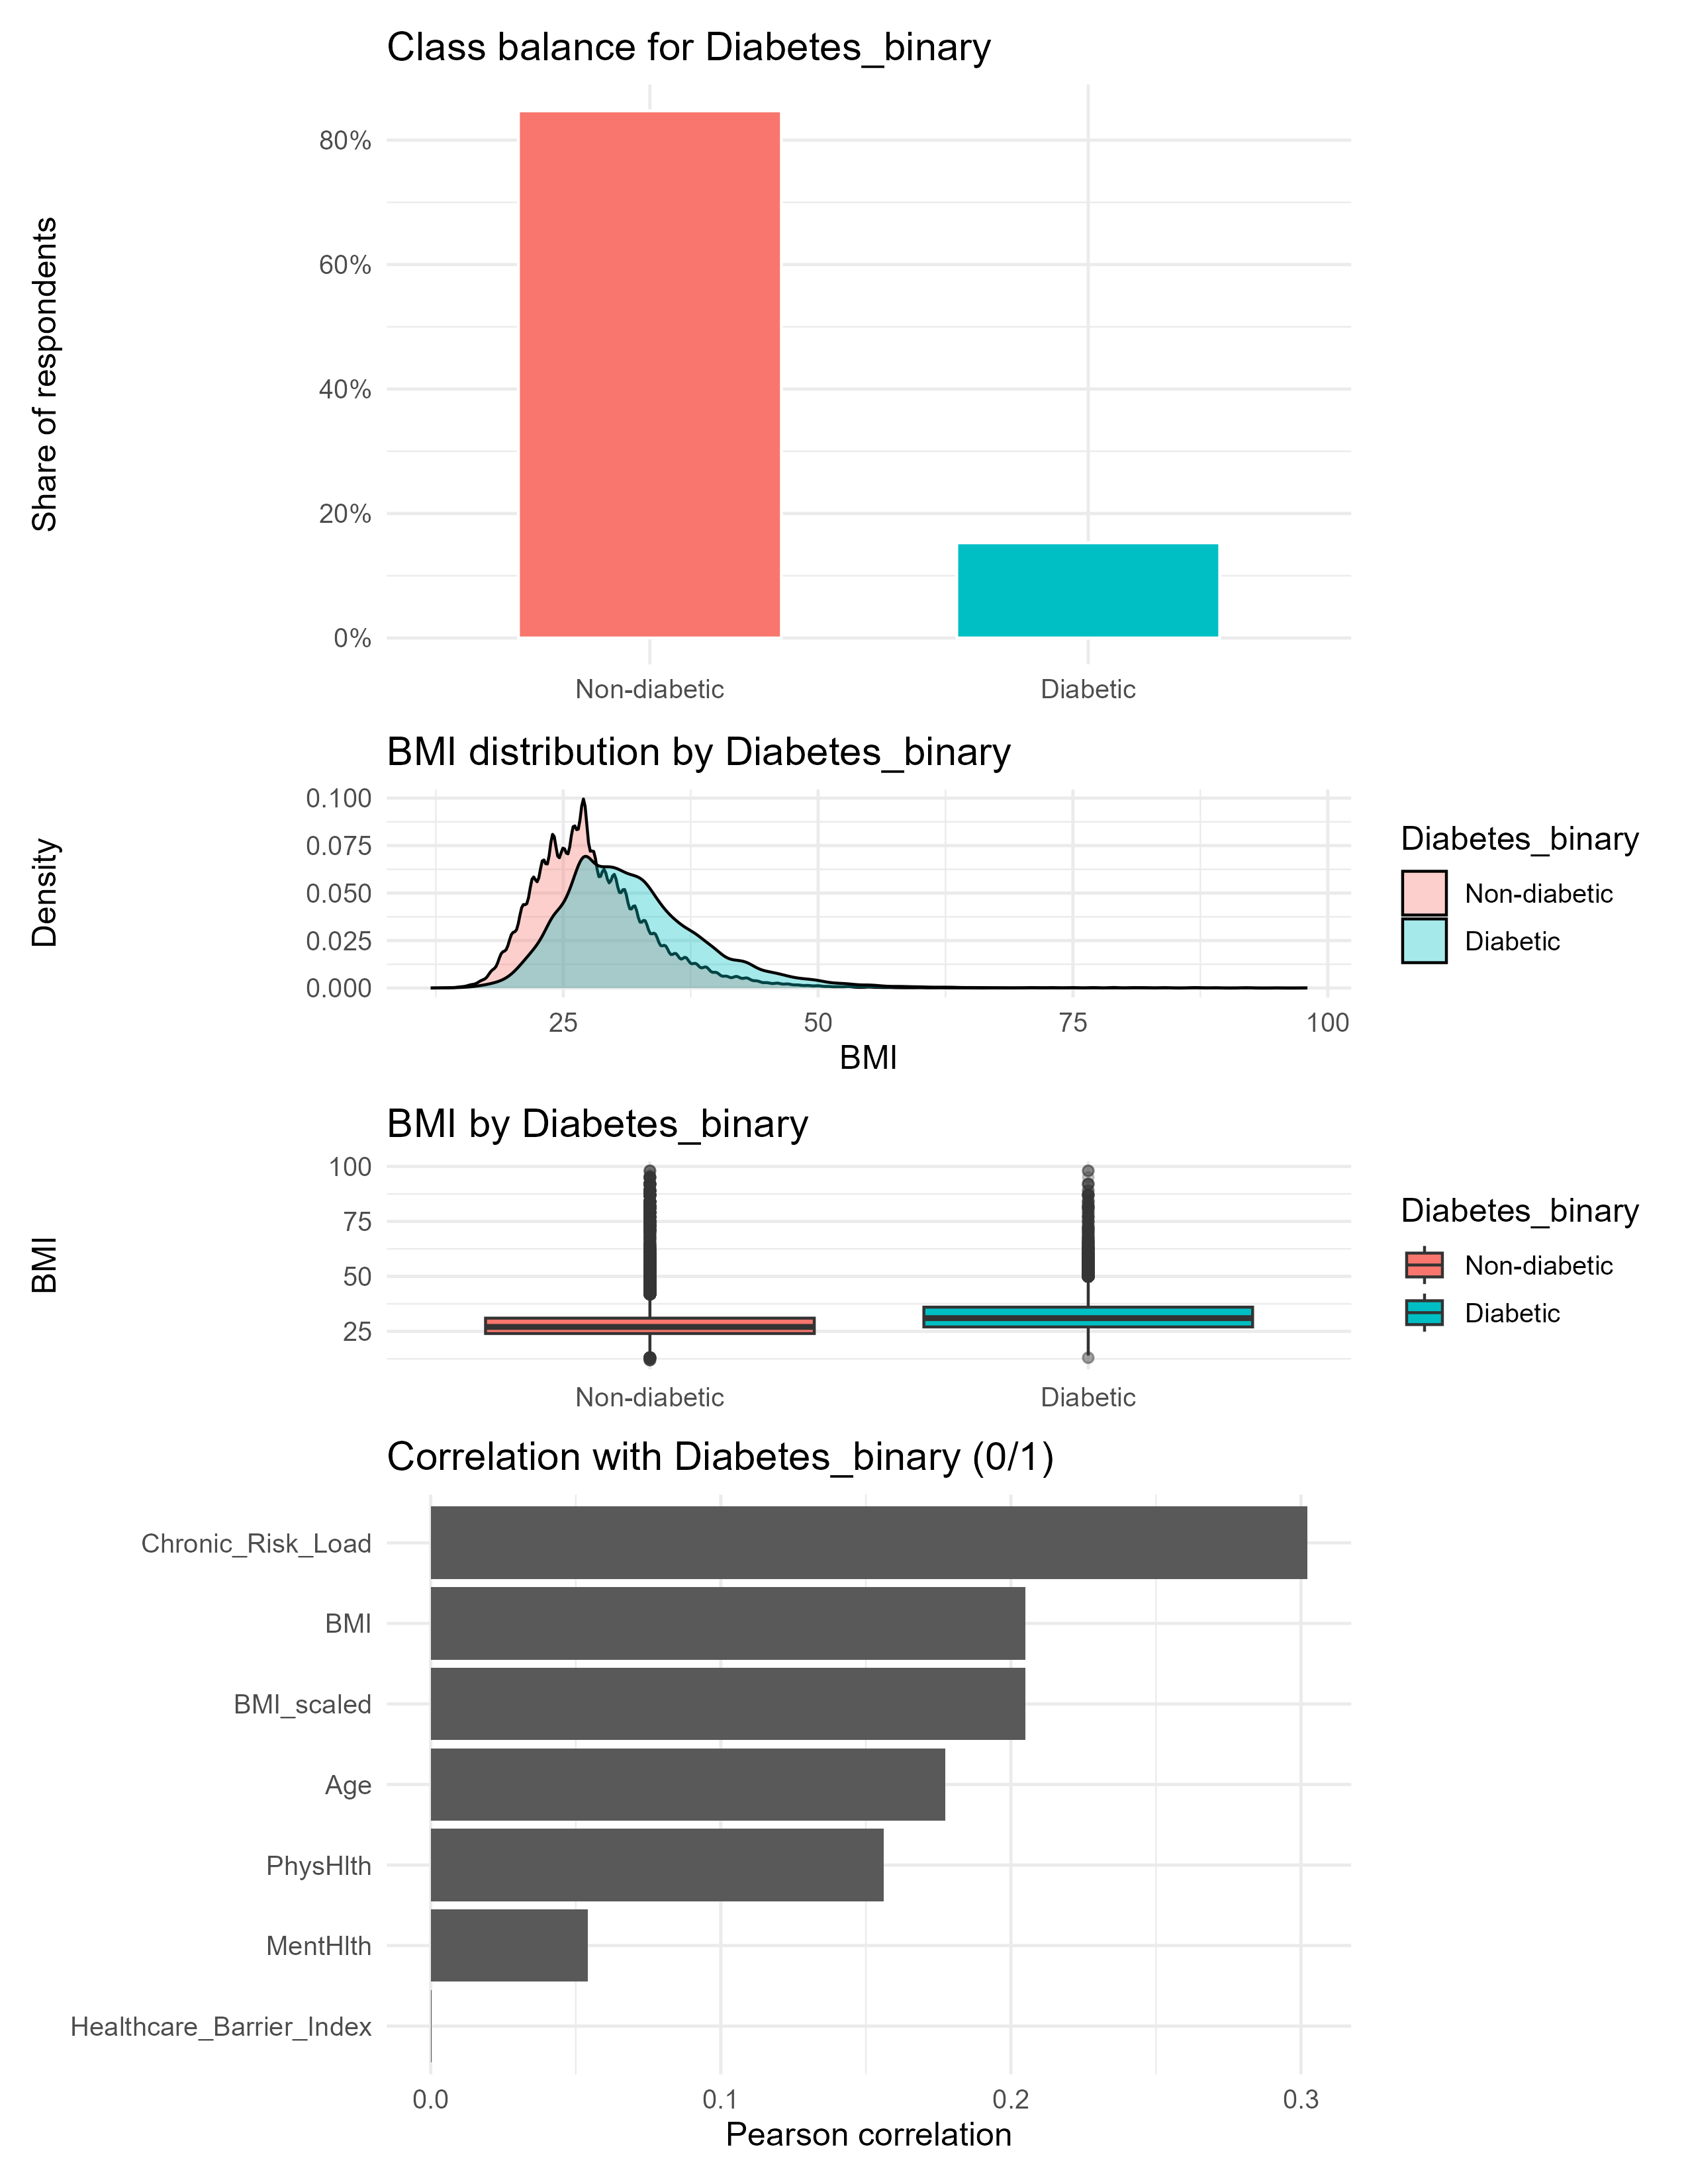 Class balance for Diabetes_binary
Share of respondents
80%
60%
40%
20%
0%
Non-diabetic
Diabetic
BMI distribution by Diabetes_binary
Density
0.100
0.075
0.050
0.025
0.000
25
50
75
100
BMI
Diabetes_binary
Non-diabetic
Diabetic
BMI by Diabetes_binary
BMI
100
75
50
25
Non-diabetic
Diabetic
Diabetes_binary
Non-diabetic
Diabetic
Correlation with Diabetes_binary (0/1)
Chronic_Risk_Load
BMI
BMI_scaled
Age
PhysHlth
MentHlth
Healthcare_Barrier_Index
0.0
0.1
0.2
0.3
Pearson correlation